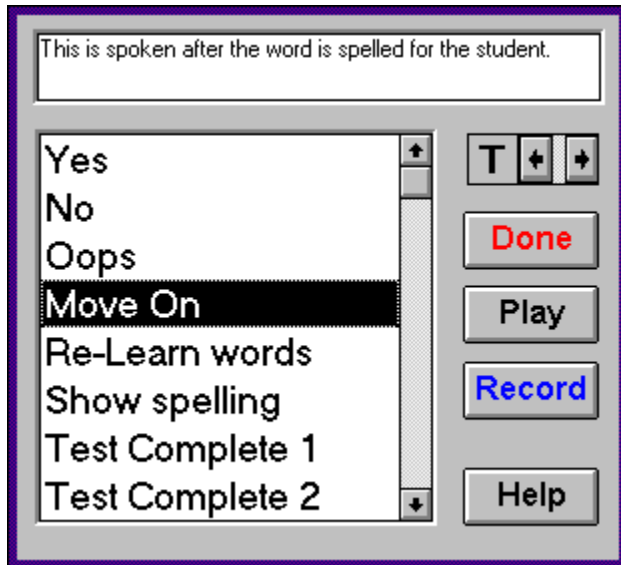 This is spoken after the word is spelled for the student.
Yes
No
Oops
Move On
Re-Learn words
Show spelling
Test Complete 1
Test Complete 2
T
Done
Play
Record
Help